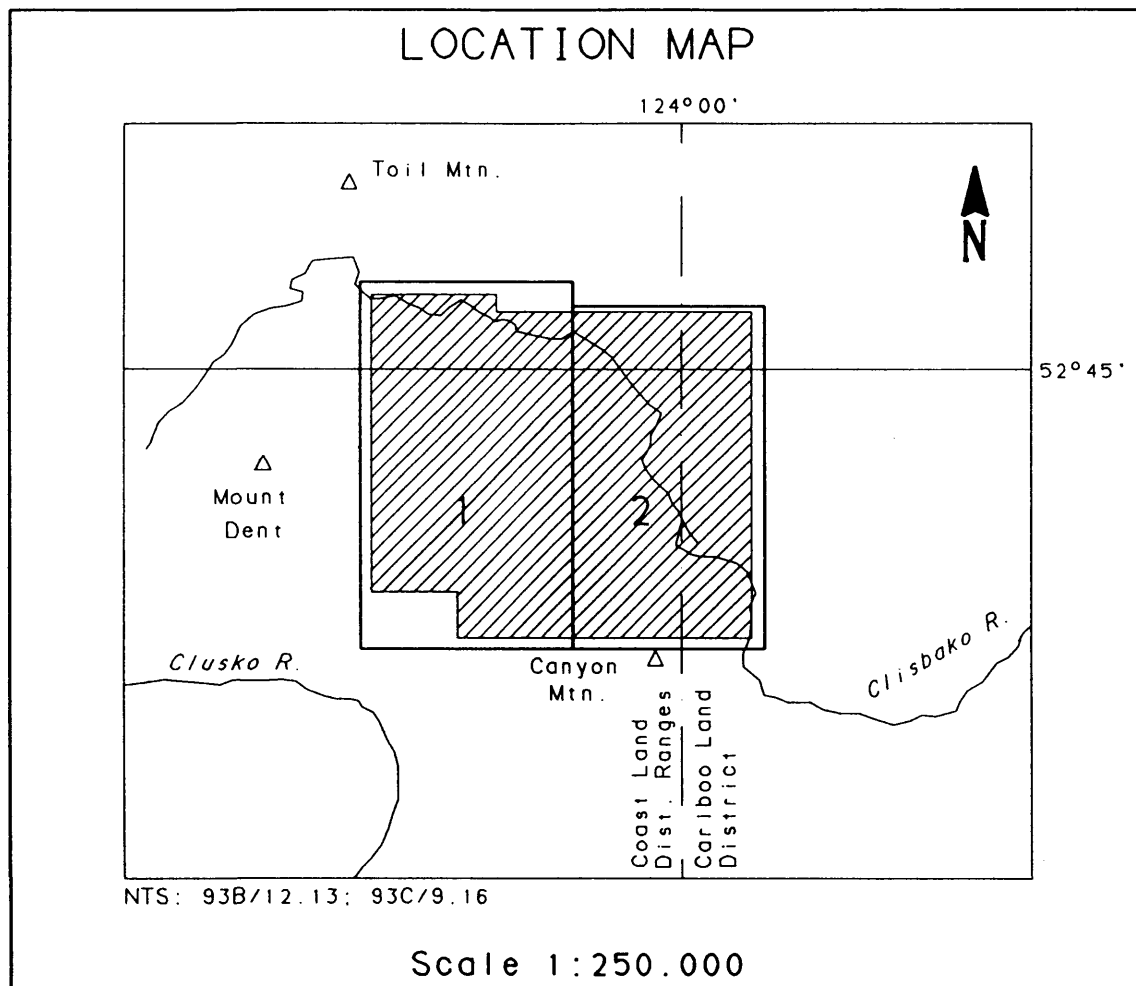 LOCATION MAP
124°00'
Toil Mtn.
N
52°45'
Mount
Dent
1
2
Clusko R.
Canyon
Mtn.
Clisbako R.
Coast Land
Dist. Ranges
Cariboo Land
District
NTS: 93B/12.13; 93C/9.16
Scale 1:250.000